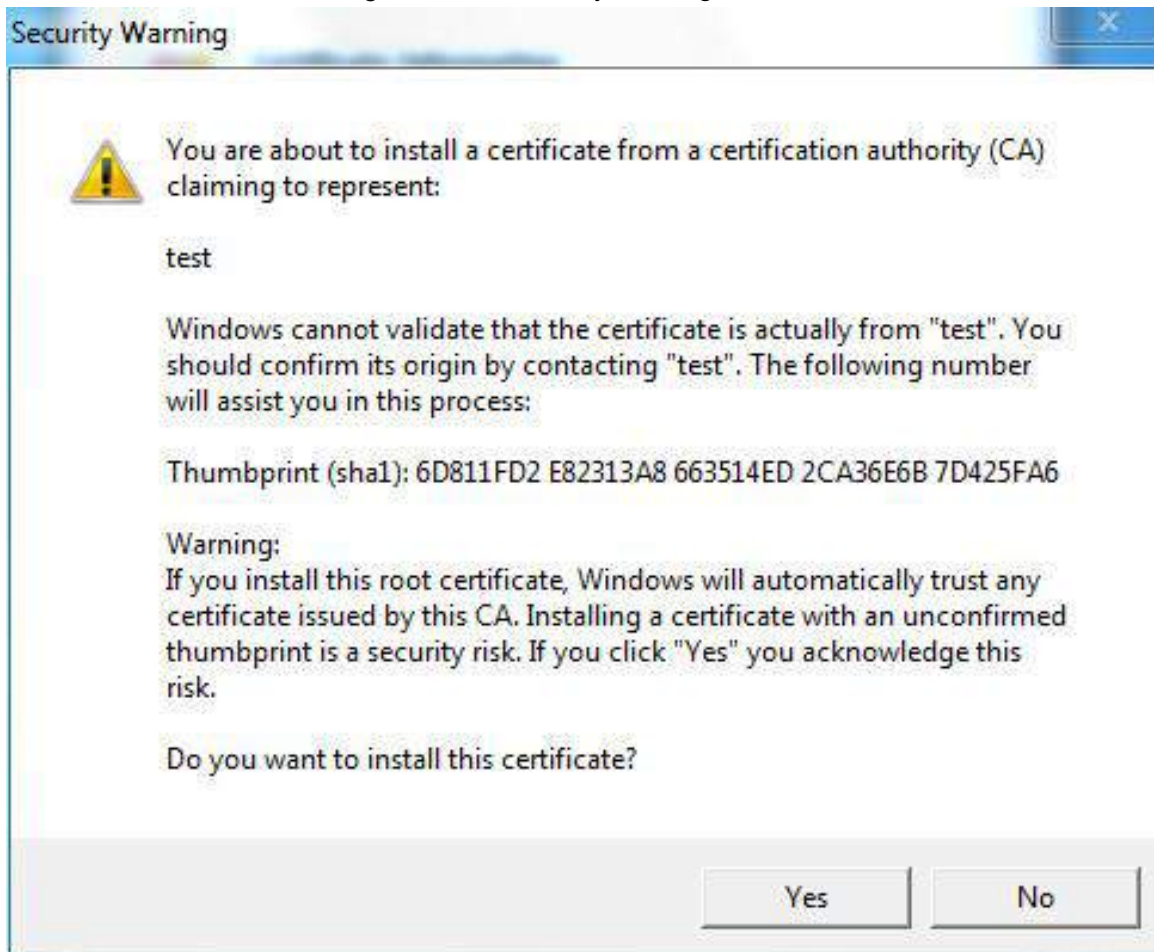 Security Warning
You are about to install a certificate from a certification authority (CA)
claiming to represent:
test
Windows cannot validate that the certificate is actually from "test". You
should confirm its origin by contacting "test". The following number
will assist you in this process:
Thumbprint (sha1): 6D811FD2 E82313A8 663514ED 2CA36E6B 7D425FA6
Warning:
If you install this root certificate, Windows will automatically trust any
certificate issued by this CA. Installing a certificate with an unconfirmed
thumbprint is a security risk. If you click "Yes" you acknowledge this
risk.
Do you want to install this certificate?
Yes
No